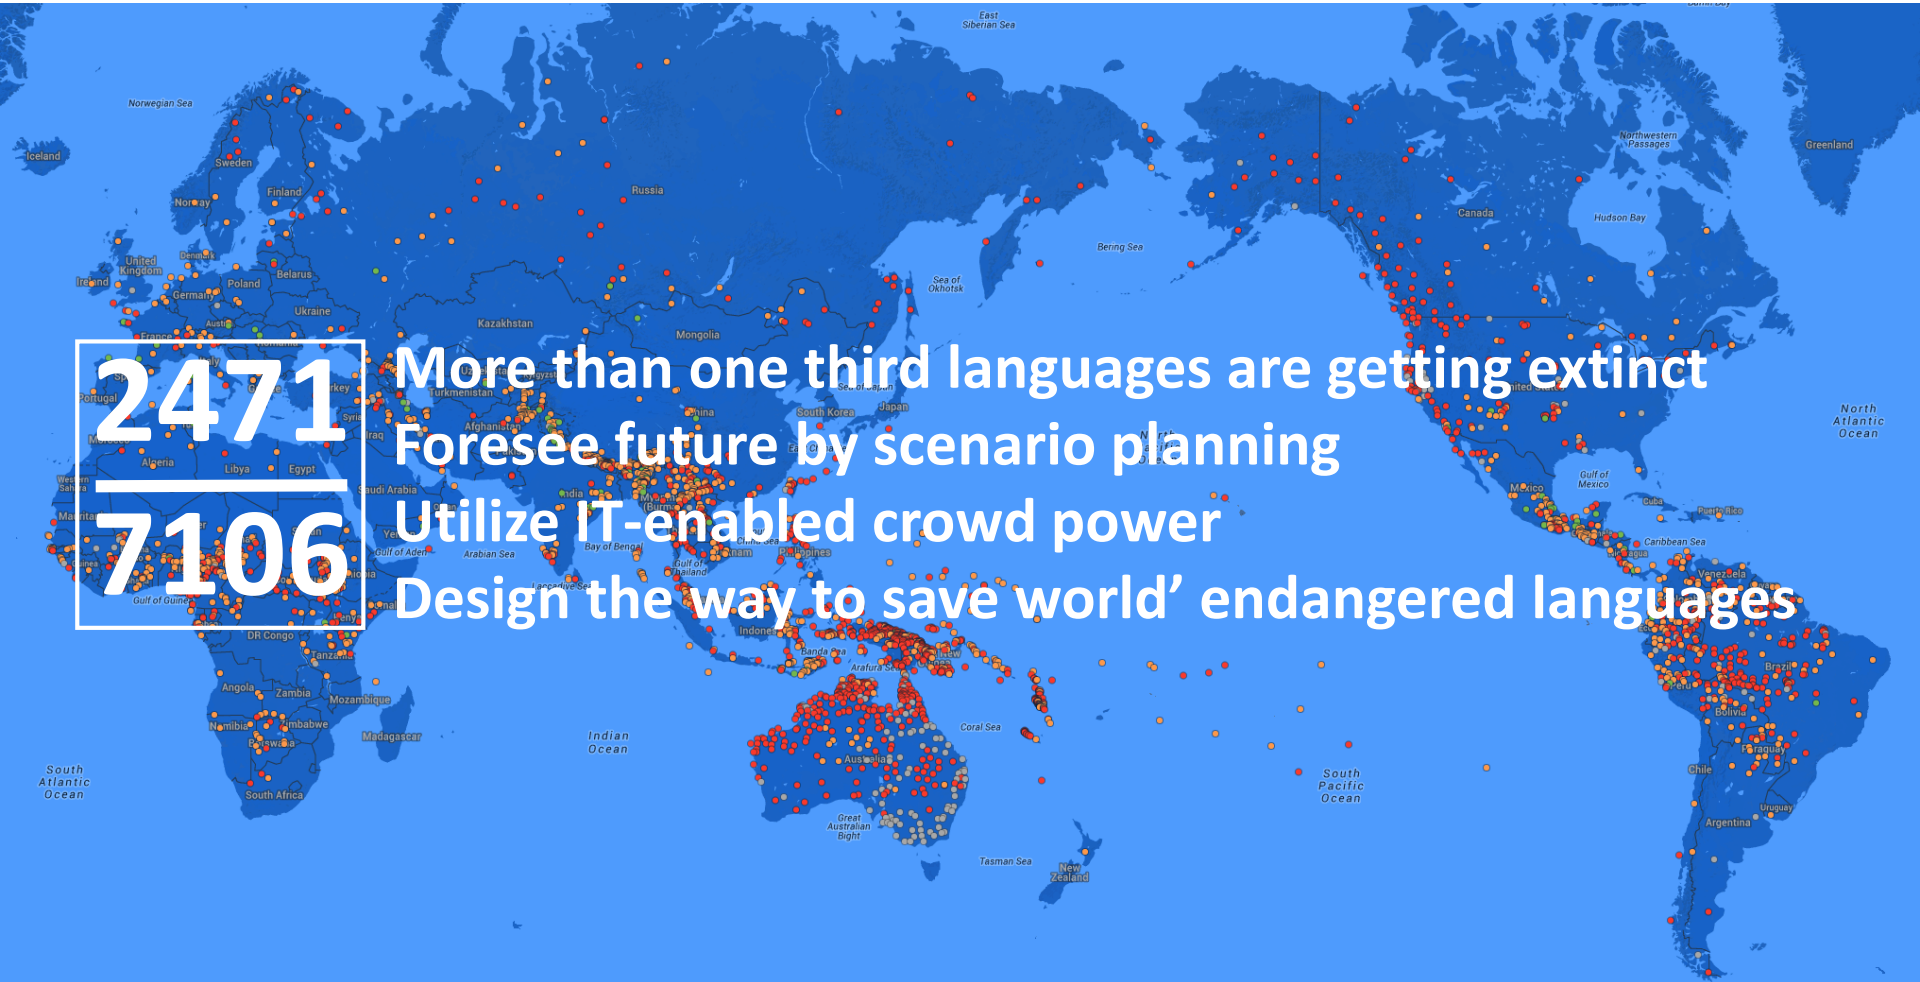 East
Siberian Sea
Norwegian Sea
Iceland
Sweden
Finland
Norway
Russia
Northwestern
Passages
Greenland
Canada
Hudson Bay
Bering Sea
Sea of
Okhotsk
United
Kingdom
Denmark
Ireland
Belarus
Poland
Germany
Ukraine
France
Kazakhstan
Mongolia
2471
7106
More than one third languages are getting extinct
Foresee future by scenario planning
Utilize IT-enabled crowd power
Design the way to save world’ endangered languages
Portugal
Turkmenistan
South Korea
Japan
Afghanistan
Iraq
Algeria
Libya
Egypt
Saudi Arabia
North
Atlantic
Ocean
Gulf of
Mexico
Mexico
Cuba
Puerto Rico
Caribbean Sea
Venezuela
Gulf of Aden
Arabian Sea
Bay of Bengal
Gulf of
Thailand
Laccadive Sea
Gulf of Guinea
DR Congo
Tanzania
Banda Sea
Arafura Sea
Angola
Zambia
Mozambique
Namibia
Zimbabwe
Botswana
Madagascar
South Africa
South
Atlantic
Ocean
Indian
Ocean
Coral Sea
Australia
Great
Australian
Bight
Tasman Sea
New
Zealand
South
Pacific
Ocean
Peru
Brazil
Bolivia
Paraguay
Chile
Uruguay
Argentina